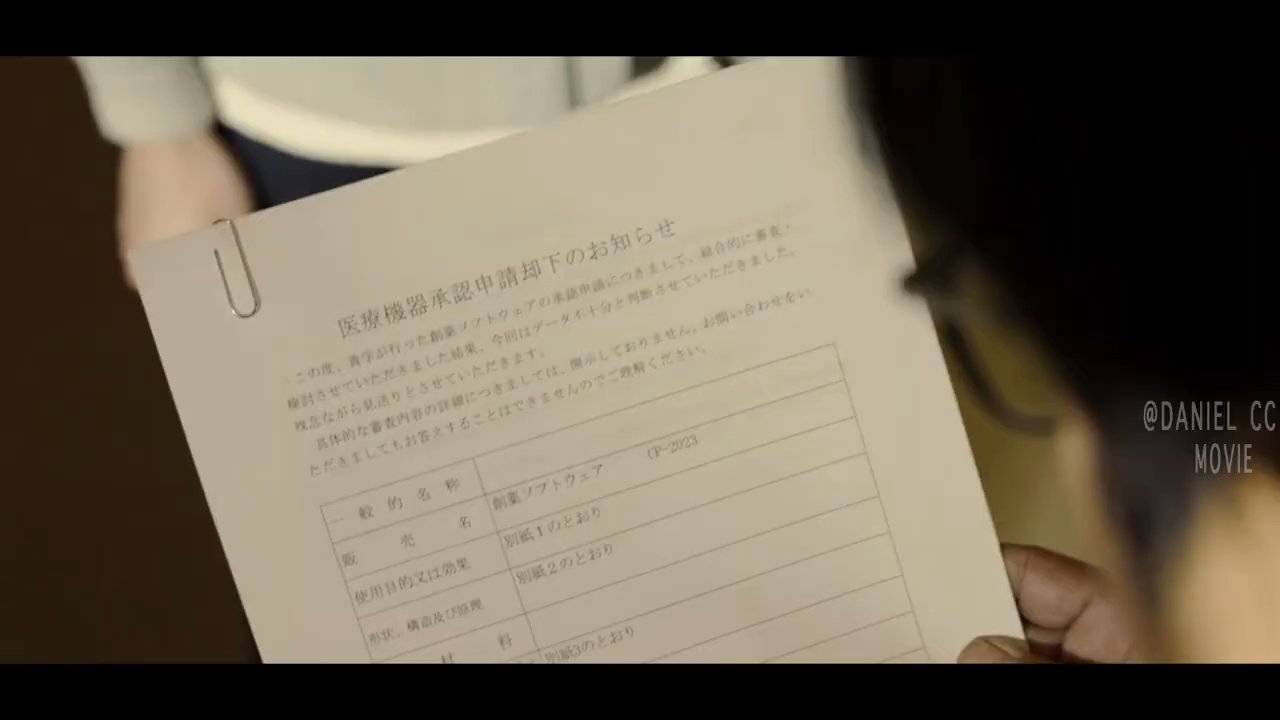 医療機器承認申請却下のお知らせ
この度、貴学が行った創薬ソフトウェアの承認申請につきまして、総合的に審査・
検討させていただきました結果、今回はデータ不十分と判断させていただきました。
残念ながら見送りとさせていただきます。
具体的な審査内容の詳細につきましては、開示しておりません。お問い合わせをい
ただきましてもお答えすることはできませんのでご理解ください。
一般的名称
販売名 創薬ソフトウェア CP-2023
使用目的又は効果 別紙1のとおり
形状、構造及び原理 別紙2のとおり
材料
別紙3のとおり
@DANIEL CC
MOVIE